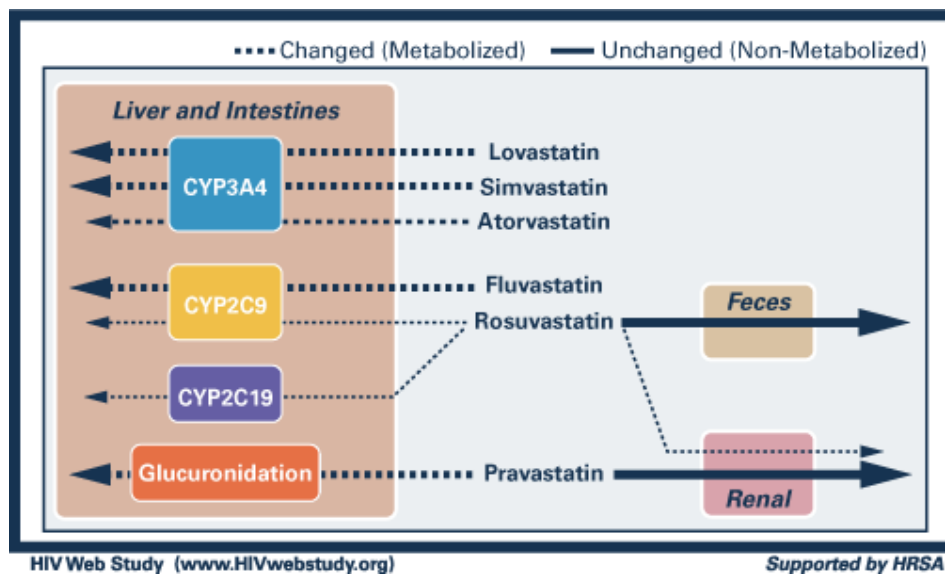 Changed (Metabolized) Unchanged (Non-Metabolized)
Liver and Intestines
CYP3A4
Lovastatin
Simvastatin
Atorvastatin
CYP2C9
Fluvastatin
Rosuvastatin
Feces
CYP2C19
Glucuronidation
Pravastatin
Renal
HIV Web Study (www.HIVwebstudy.org) Supported by HRSA